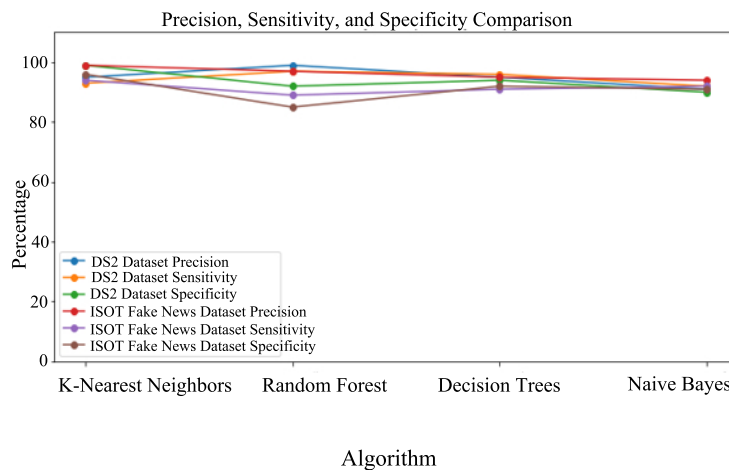 Precision, Sensitivity, and Specificity Comparison
100
80
60
40
20
0
Percentage
DS2 Dataset Precision
DS2 Dataset Sensitivity
DS2 Dataset Specificity
ISOT Fake News Dataset Precision
ISOT Fake News Dataset Sensitivity
ISOT Fake News Dataset Specificity
K-Nearest Neighbors Random Forest Decision Trees Naive Bayes
Algorithm